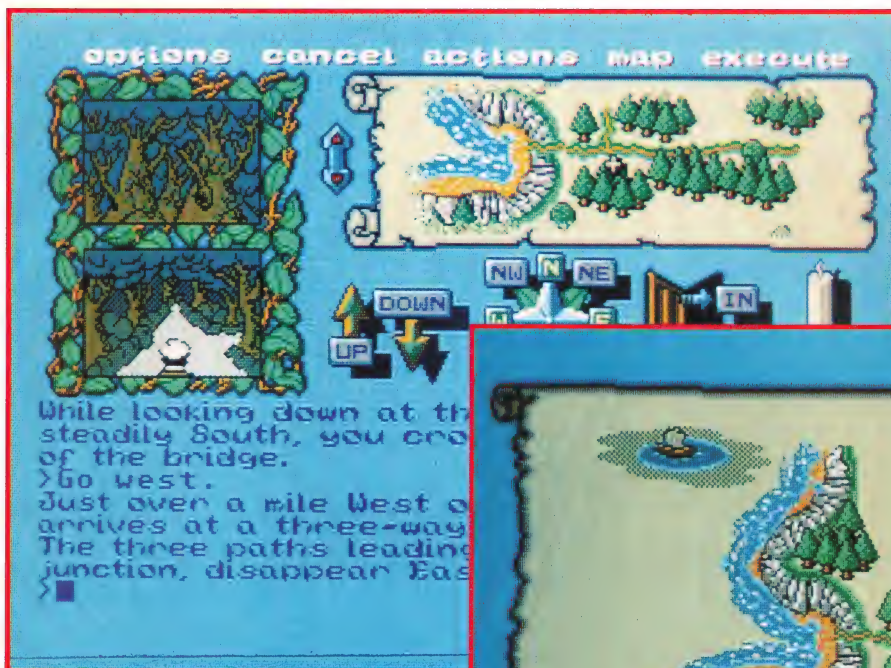 options cancel actions map execute
NW N NE
DOWN
IN
UP
While looking down at th
steadily South, you cro
of the bridge.
>Go west.
Just over a mile West o
arrives at a three-way
The three paths leading
junction, disappear Eas
>